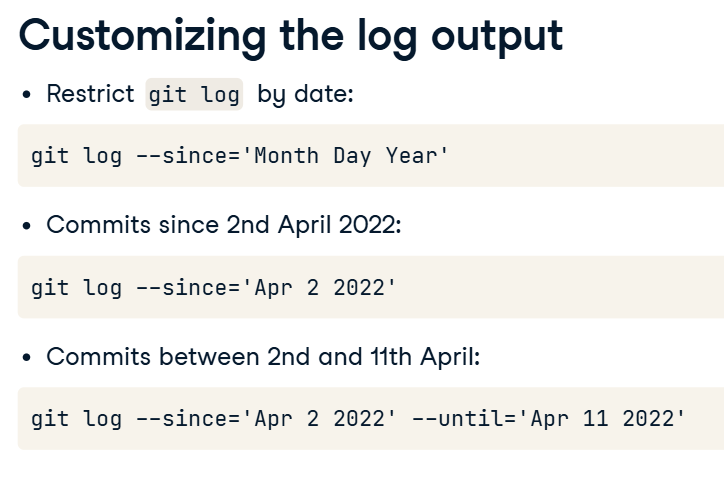 Customizing the log output
• Restrict git log by date:
git log --since='Month Day Year'
• Commits since 2nd April 2022:
git log --since='Apr 2 2022'
• Commits between 2nd and 11th April:
git log --since='Apr 2 2022' --until='Apr 11 2022'